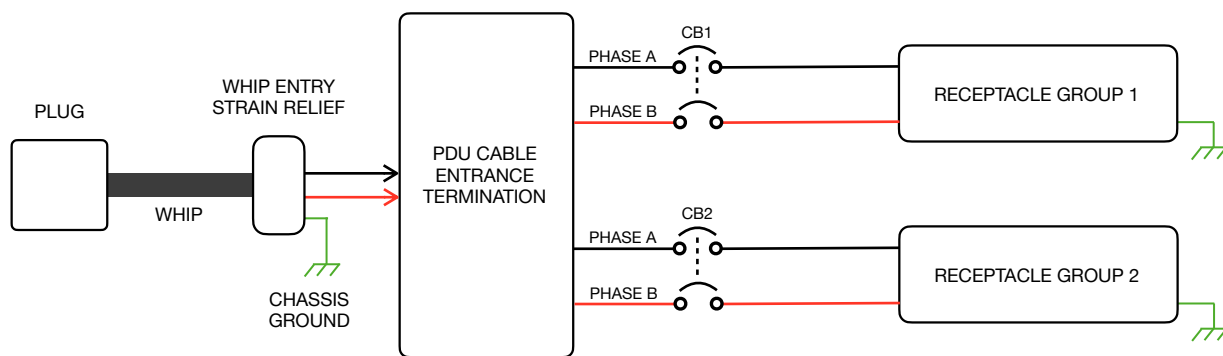 PLUG
WHIP
WHIP ENTRY
STRAIN RELIEF
CHASSIS
GROUND
PDU CABLE
ENTRANCE
TERMINATION
PHASE A
CB1
PHASE B
RECEPTACLE GROUP 1
PHASE A
CB2
PHASE B
RECEPTACLE GROUP 2